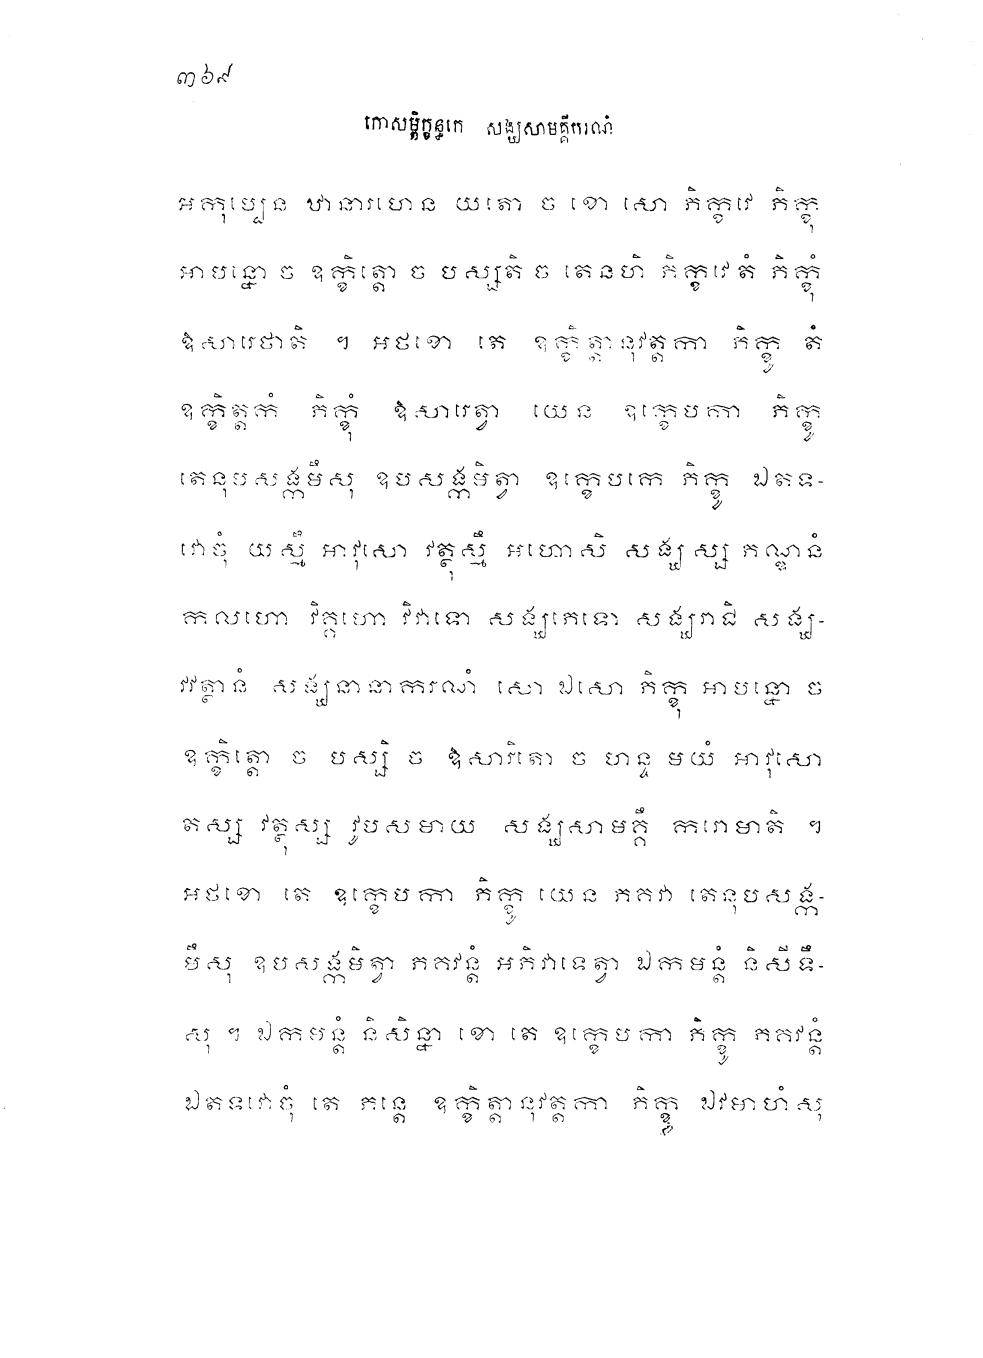 ៣៦៩
កោសម្ពិក្ខន្ធកេ សង្ឃសាមគ្គីករណំ
អកុប្បេន ឋានារហេន យតោ ច ខោ សោ ភិក្ខវេ ភិក្ខុ
អាបន្នោ ច ឧក្ខិត្តោ ច បស្សតិ ច តេនហិ ភិក្ខវេ តំ ភិក្ខុំ
ឱសារេថាតិ ។ អថខោ តេ ឧក្ខិត្តានុវត្តកា ភិក្ខូ តំ
ឧក្ខិត្តកំ ភិក្ខុំ ឱសារេត្វា យេន ឧក្ខេបកា ភិក្ខូ
តេនុបសង្កមឹសុ ឧបសង្កមិត្វា ឧក្ខេបកេ ភិក្ខូ ឯតទ-
វោចុំ យស្មឹ អាវុសោ វត្ថុស្មឹ អហោសិ សង្ឃស្ស ភណ្ឌនំ
កលហោ វិគ្គហោ វិវាទោ សង្ឃភេទោ សង្ឃរាជិ សង្ឃ-
វវត្ថានំ សង្ឃនានាករណំ សោ ឯសោ ភិក្ខុ អាបន្នោ ច
ឧក្ខិត្តោ ច បស្សិ ច ឱសារិតោ ច ហន្ទ មយំ អាវុសោ
តស្ស វត្ថុស្ស វូបសមាយ សង្ឃសាមគ្គឹ ករោមាតិ ។
អថខោ តេ ឧក្ខេបកា ភិក្ខូ យេន ភគវា តេនុបសង្ក-
មឹសុ ឧបសង្កមិត្វា ភគវន្តំ អភិវាទេត្វា ឯកមន្តំ និសីទឹ-
សុ ។ ឯកមន្តំ និសិន្នា ខោ តេ ឧក្ខេបកា ភិក្ខូ ភគវន្តំ
ឯតទវោចុំ តេ ភន្តេ ឧក្ខិត្តានុវត្តកា ភិក្ខូ ឯវមាហំសុ